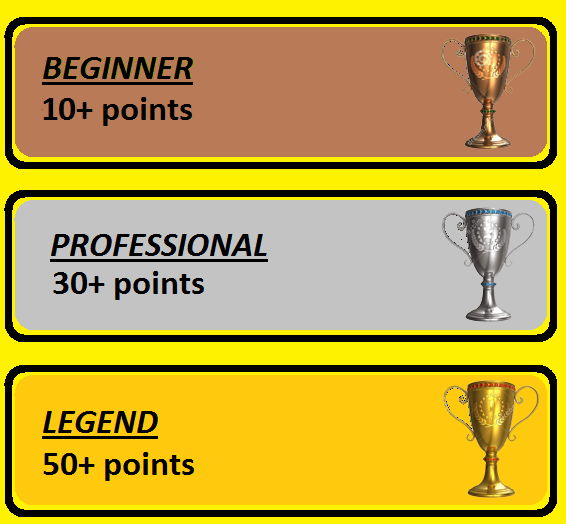 BEGINNER
10+ points
PROFESSIONAL
30+ points
LEGEND
50+ points